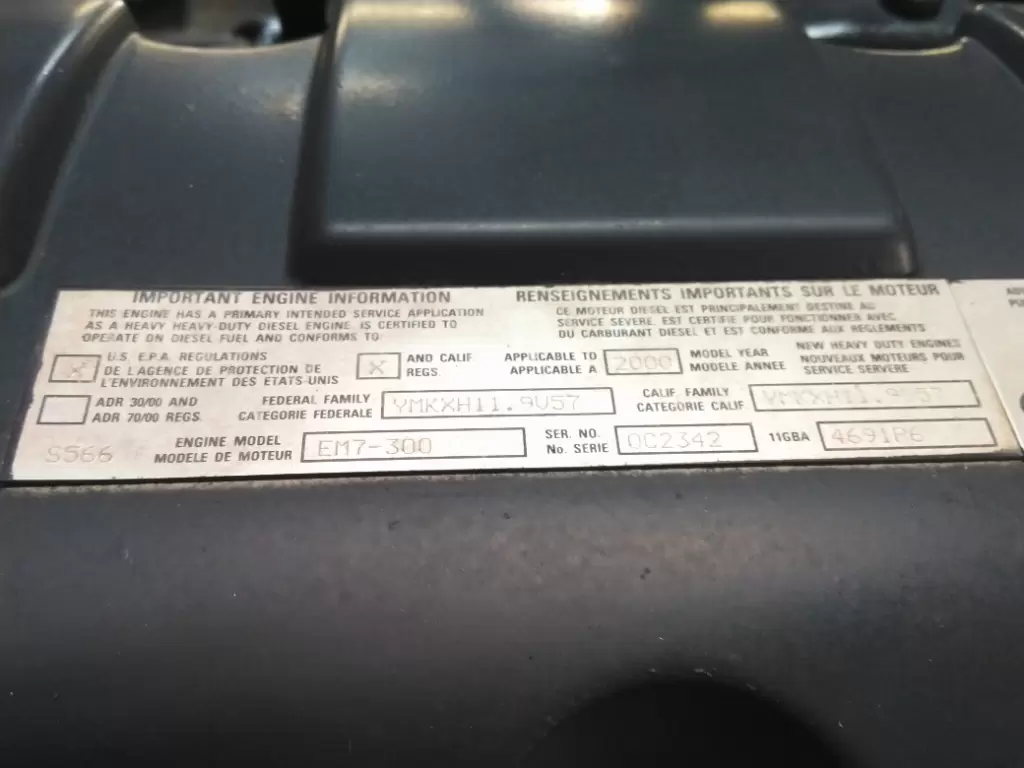 IMPORTANT ENGINE INFORMATION
THIS ENGINE HAS A PRIMARY INTENDED SERVICE APPLICATION
AS A HEAVY HEAVY-DUTY DIESEL ENGINE, IS CERTIFIED TO
OPERATE ON DIESEL FUEL AND CONFORMS TO:
RENSEIGNEMENTS IMPORTANTS SUR LE MOTEUR
CE MOTEUR DIESEL EST PRINCIPALEMENT DESTINE AU
SERVICE SEVERE, EST CERTIFIE POUR FONCTIONNER AVEC
DU CARBURANT DIESEL ET EST CONFORME AUX REGLEMENTS
X U.S. E.P.A. REGULATIONS
DE L'AGENCE DE PROTECTION DE
L'ENVIRONNEMENT DES ETATS-UNIS
X AND CALIF
REGS.
APPLICABLE TO
APPLICABLE A
2000
MODEL YEAR
MODELE ANNEE
NEW HEAVY DUTY ENGINES
NOUVEAUX MOTEURS POUR
SERVICE SERVERE
ADR 30/00 AND
ADR 70/00 REGS.
FEDERAL FAMILY
CATEGORIE FEDERALE
YMKXH11.9V57
CALIF. FAMILY
CATEGORIE CALIF.
YMKXH11.9V57
S566
ENGINE MODEL
MODELE DE MOTEUR
EM7-300
SER. NO.
No. SERIE
0C2342
11GBA
4691P6